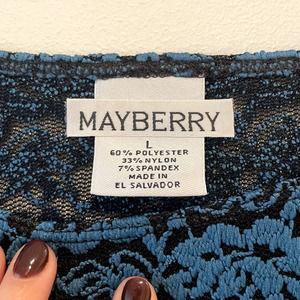 MAYBERRY
L
60% POLYESTER
33% NYLON
7% SPANDEX
MADE IN
EL SALVADOR